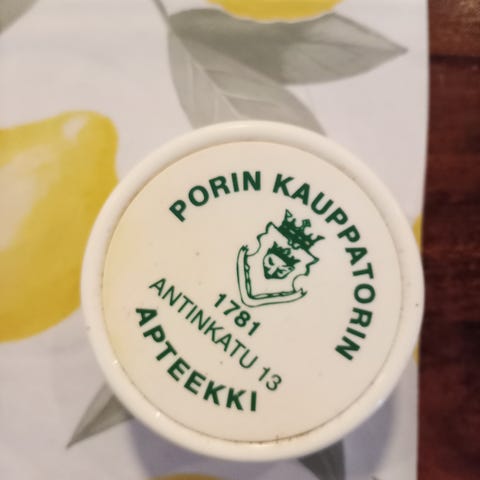 PORIN KAUPPATORIN
1781
ANTINKATU 13
APTEEKKI